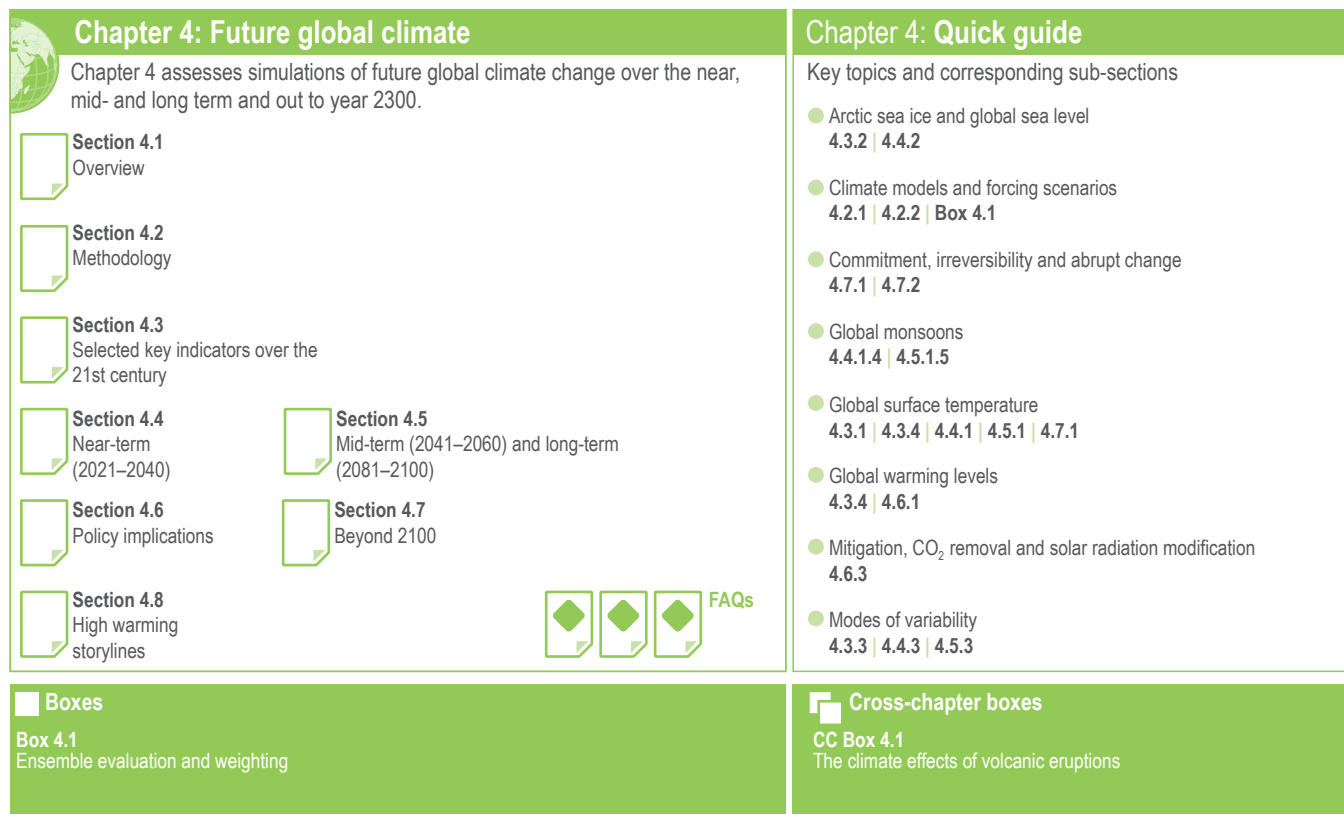 Chapter 4: Future global climate
Chapter 4 assesses simulations of future global climate change over the near,
mid- and long term and out to year 2300.
Section 4.1
Overview
Section 4.2
Methodology
Section 4.3
Selected key indicators over the
21st century
Section 4.4
Near-term
(2021–2040)
Section 4.5
Mid-term (2041–2060) and long-term
(2081–2100)
Section 4.6
Policy implications
Section 4.7
Beyond 2100
Section 4.8
High warming
storylines
FAQs
Chapter 4: Quick guide
Key topics and corresponding sub-sections
Arctic sea ice and global sea level
4.3.2 | 4.4.2
Climate models and forcing scenarios
4.2.1 | 4.2.2 | Box 4.1
Commitment, irreversibility and abrupt change
4.7.1 | 4.7.2
Global monsoons
4.4.1.4 | 4.5.1.5
Global surface temperature
4.3.1 | 4.3.4 | 4.4.1 | 4.5.1 | 4.7.1
Global warming levels
4.3.4 | 4.6.1
Mitigation, CO₂ removal and solar radiation modification
4.6.3
Modes of variability
4.3.3 | 4.4.3 | 4.5.3
Boxes
Box 4.1
Ensemble evaluation and weighting
Cross-chapter boxes
CC Box 4.1
The climate effects of volcanic eruptions